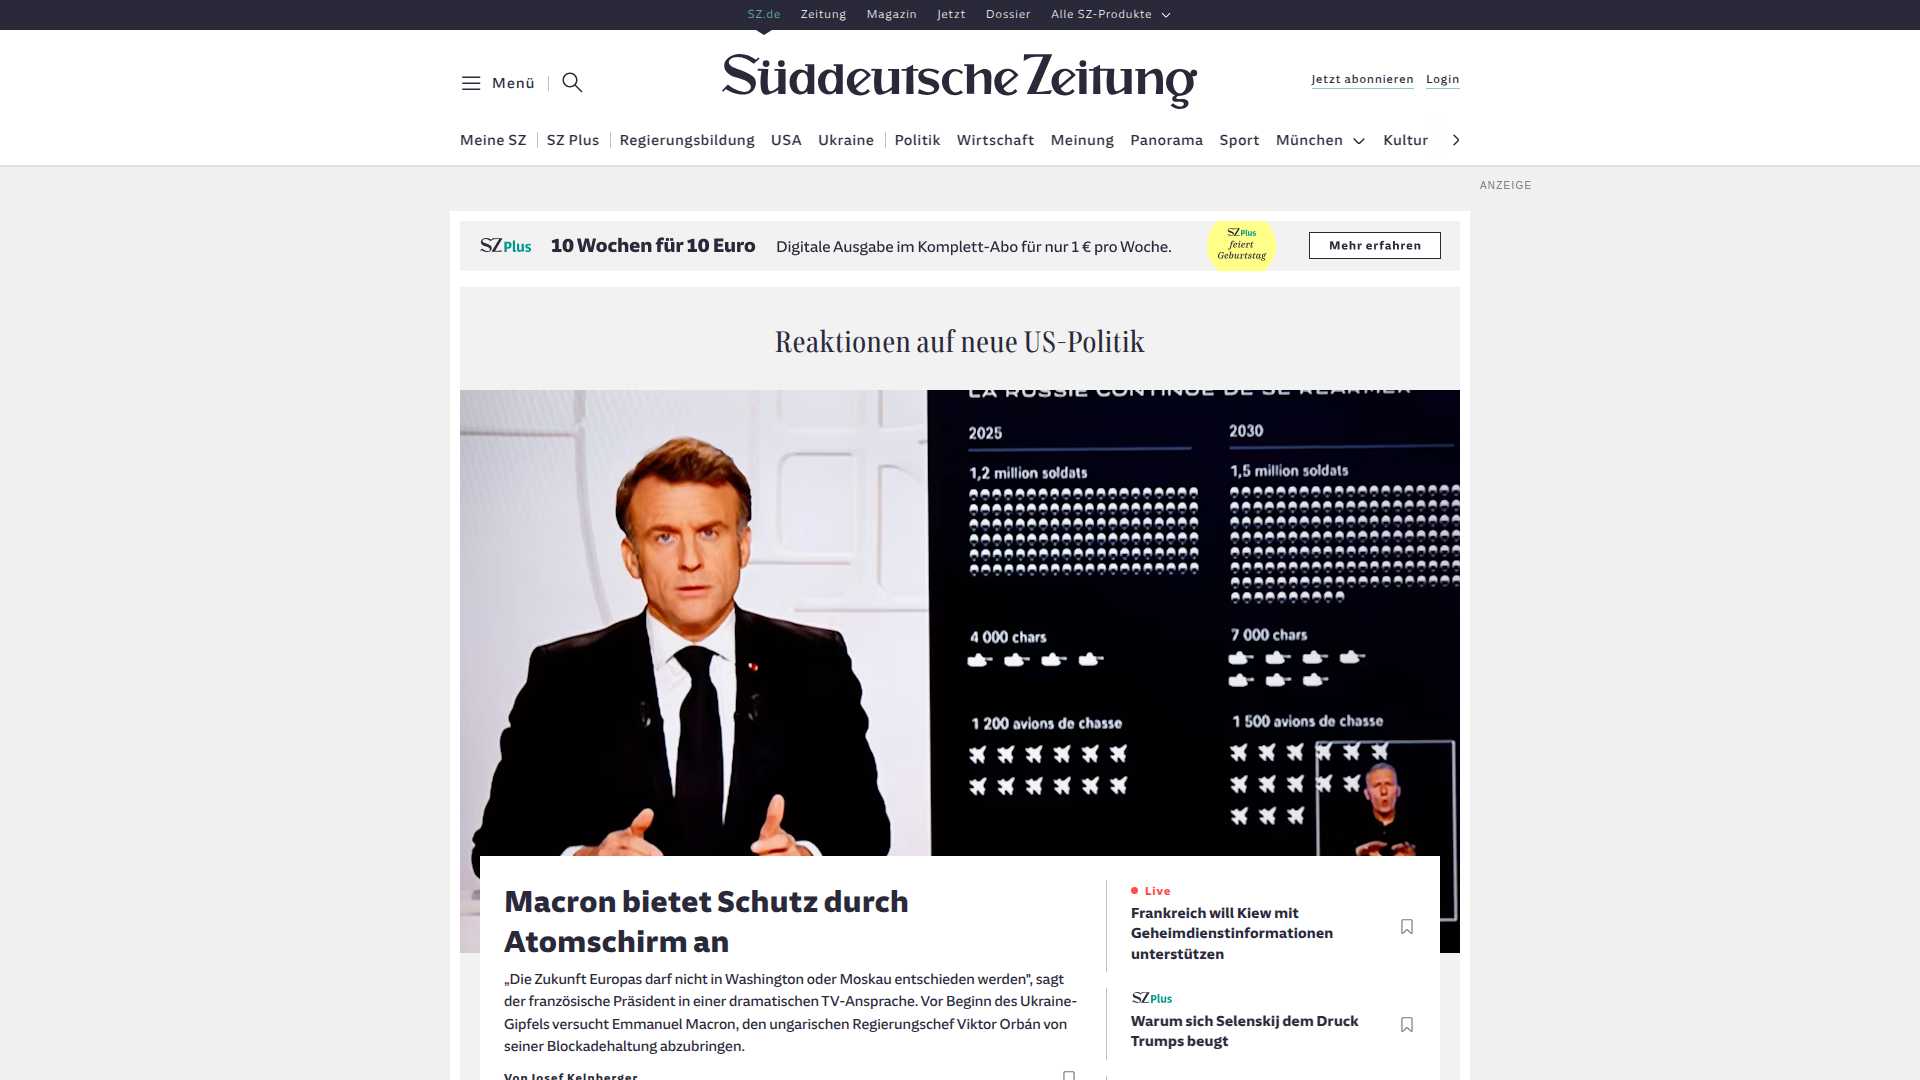 SZ.de Zeitung Magazin Jetzt Dossier Alle SZ-Produkte
Menü
Süddeutsche Zeitung
Jetzt abonnieren Login
Meine SZ SZ Plus Regierungsbildung USA Ukraine Politik Wirtschaft Meinung Panorama Sport München Kultur
ANZEIGE
SZ Plus 10 Wochen für 10 Euro Digitale Ausgabe im Komplett-Abo für nur 1 € pro Woche.
SZ Plus
feiert
Geburtstag
Mehr erfahren
Reaktionen auf neue US-Politik
LA RUSSIE CONTINUE DE SE RÉARMER
2025
2030
1,2 million soldats
1,5 million soldats
4 000 chars
7 000 chars
1 200 avions de chasse
1 500 avions de chasse
Macron bietet Schutz durch
Atomschirm an
„Die Zukunft Europas darf nicht in Washington oder Moskau entschieden werden“, sagt
der französische Präsident in einer dramatischen TV-Ansprache. Vor Beginn des Ukraine-
Gipfels versucht Emmanuel Macron, den ungarischen Regierungschef Viktor Orbán von
seiner Blockadehaltung abzubringen.
Von Josef Kelnberger
Live
Frankreich will Kiew mit
Geheimdienstinformationen
unterstützen
SZ Plus
Warum sich Selenskij dem Druck
Trumps beugt